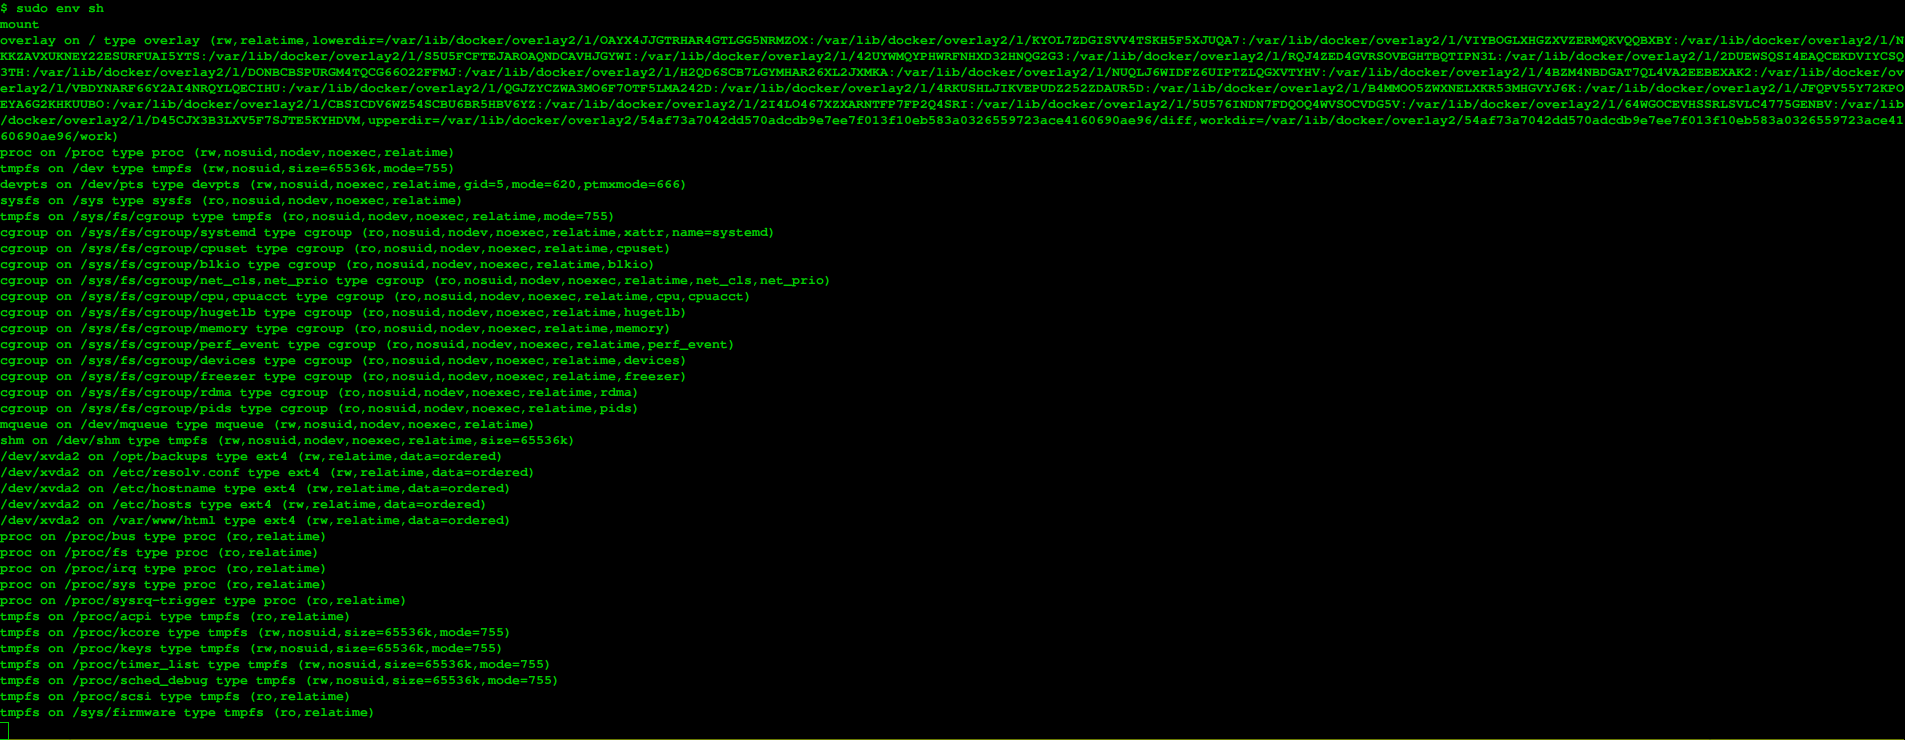 $ sudo env sh
mount
overlay on / type overlay (rw,relatime,lowerdir=/var/lib/docker/overlay2/l/OAYX4JJGTRHAR4GTLGG5NRMZOX:/var/lib/docker/overlay2/l/KYOL7ZDGISVV4TSKH5F5XJUQA7:/var/lib/docker/overlay2/l/VIYBOGLXHGZXVZERMQKVQQBXBY:/var/lib/docker/overlay2/l/N
KKZAVXUKNEY22ESURFUAI5YTS:/var/lib/docker/overlay2/l/S5U5FCFTEJAROAQNDCAVHJGYWI:/var/lib/docker/overlay2/l/42UYWMQYPHWRFNHXD32HNQG2G3:/var/lib/docker/overlay2/l/RQJ4ZED4GVRSOVEGHTBQTIPN3L:/var/lib/docker/overlay2/l/2DUEWSQSI4EAQCEKDVIYCSQ
3TH:/var/lib/docker/overlay2/l/DONBCBSPURGM4TQCG66O22FFMJ:/var/lib/docker/overlay2/l/H2QD6SCB7LGYMHAR26XL2JXMKA:/var/lib/docker/overlay2/l/NUQLJ6WIDFZ6UIPTZLQGXVTYHV:/var/lib/docker/overlay2/l/4BZM4NBDGAT7QL4VA2EEBEXAK2:/var/lib/docker/ov
erlay2/l/VBDYNARF66Y2AI4NRQYLQECIHU:/var/lib/docker/overlay2/l/QGJZYCZWA3MO6F7OTF5LMA242D:/var/lib/docker/overlay2/l/4RKUSHLJIKVEPUDZ252ZDAUR5D:/var/lib/docker/overlay2/l/B4MMOO5ZWXNELXKR53MHGVYJ6K:/var/lib/docker/overlay2/l/JFQPV55Y72KPO
EYA6G2KHKUUBO:/var/lib/docker/overlay2/l/CBSICDV6WZ54SCBU6BR5HBV6YZ:/var/lib/docker/overlay2/l/2I4LO467XZXARNTFP7FP2Q4SRI:/var/lib/docker/overlay2/l/5U576INDN7FDQOQ4WVSOCVDG5V:/var/lib/docker/overlay2/l/64WGOCEVHSSRLSVLC4775GENBV:/var/lib
/docker/overlay2/l/D45CJX3B3LXV5F7SJTE5KYHDVM,upperdir=/var/lib/docker/overlay2/54af73a7042dd570adcdb9e7ee7f013f10eb583a0326559723ace4160690ae96/diff,workdir=/var/lib/docker/overlay2/54af73a7042dd570adcdb9e7ee7f013f10eb583a0326559723ace41
60690ae96/work)
proc on /proc type proc (rw,nosuid,nodev,noexec,relatime)
tmpfs on /dev type tmpfs (rw,nosuid,size=65536k,mode=755)
devpts on /dev/pts type devpts (rw,nosuid,noexec,relatime,gid=5,mode=620,ptmxmode=666)
sysfs on /sys type sysfs (ro,nosuid,nodev,noexec,relatime)
tmpfs on /sys/fs/cgroup type tmpfs (ro,nosuid,nodev,noexec,relatime,mode=755)
cgroup on /sys/fs/cgroup/systemd type cgroup (ro,nosuid,nodev,noexec,relatime,xattr,name=systemd)
cgroup on /sys/fs/cgroup/cpuset type cgroup (ro,nosuid,nodev,noexec,relatime,cpuset)
cgroup on /sys/fs/cgroup/blkio type cgroup (ro,nosuid,nodev,noexec,relatime,blkio)
cgroup on /sys/fs/cgroup/net_cls,net_prio type cgroup (ro,nosuid,nodev,noexec,relatime,net_cls,net_prio)
cgroup on /sys/fs/cgroup/cpu,cpuacct type cgroup (ro,nosuid,nodev,noexec,relatime,cpu,cpuacct)
cgroup on /sys/fs/cgroup/hugetlb type cgroup (ro,nosuid,nodev,noexec,relatime,hugetlb)
cgroup on /sys/fs/cgroup/memory type cgroup (ro,nosuid,nodev,noexec,relatime,memory)
cgroup on /sys/fs/cgroup/perf_event type cgroup (ro,nosuid,nodev,noexec,relatime,perf_event)
cgroup on /sys/fs/cgroup/devices type cgroup (ro,nosuid,nodev,noexec,relatime,devices)
cgroup on /sys/fs/cgroup/freezer type cgroup (ro,nosuid,nodev,noexec,relatime,freezer)
cgroup on /sys/fs/cgroup/rdma type cgroup (ro,nosuid,nodev,noexec,relatime,rdma)
cgroup on /sys/fs/cgroup/pids type cgroup (ro,nosuid,nodev,noexec,relatime,pids)
mqueue on /dev/mqueue type mqueue (rw,nosuid,nodev,noexec,relatime)
shm on /dev/shm type tmpfs (rw,nosuid,nodev,noexec,relatime,size=65536k)
/dev/xvda2 on /opt/backups type ext4 (rw,relatime,data=ordered)
/dev/xvda2 on /etc/resolv.conf type ext4 (rw,relatime,data=ordered)
/dev/xvda2 on /etc/hostname type ext4 (rw,relatime,data=ordered)
/dev/xvda2 on /etc/hosts type ext4 (rw,relatime,data=ordered)
/dev/xvda2 on /var/www/html type ext4 (rw,relatime,data=ordered)
proc on /proc/bus type proc (ro,relatime)
proc on /proc/fs type proc (ro,relatime)
proc on /proc/irq type proc (ro,relatime)
proc on /proc/sys type proc (ro,relatime)
proc on /proc/sysrq-trigger type proc (ro,relatime)
tmpfs on /proc/acpi type tmpfs (ro,relatime)
tmpfs on /proc/kcore type tmpfs (rw,nosuid,size=65536k,mode=755)
tmpfs on /proc/keys type tmpfs (rw,nosuid,size=65536k,mode=755)
tmpfs on /proc/timer_list type tmpfs (rw,nosuid,size=65536k,mode=755)
tmpfs on /proc/sched_debug type tmpfs (rw,nosuid,size=65536k,mode=755)
tmpfs on /proc/scsi type tmpfs (ro,relatime)
tmpfs on /sys/firmware type tmpfs (ro,relatime)